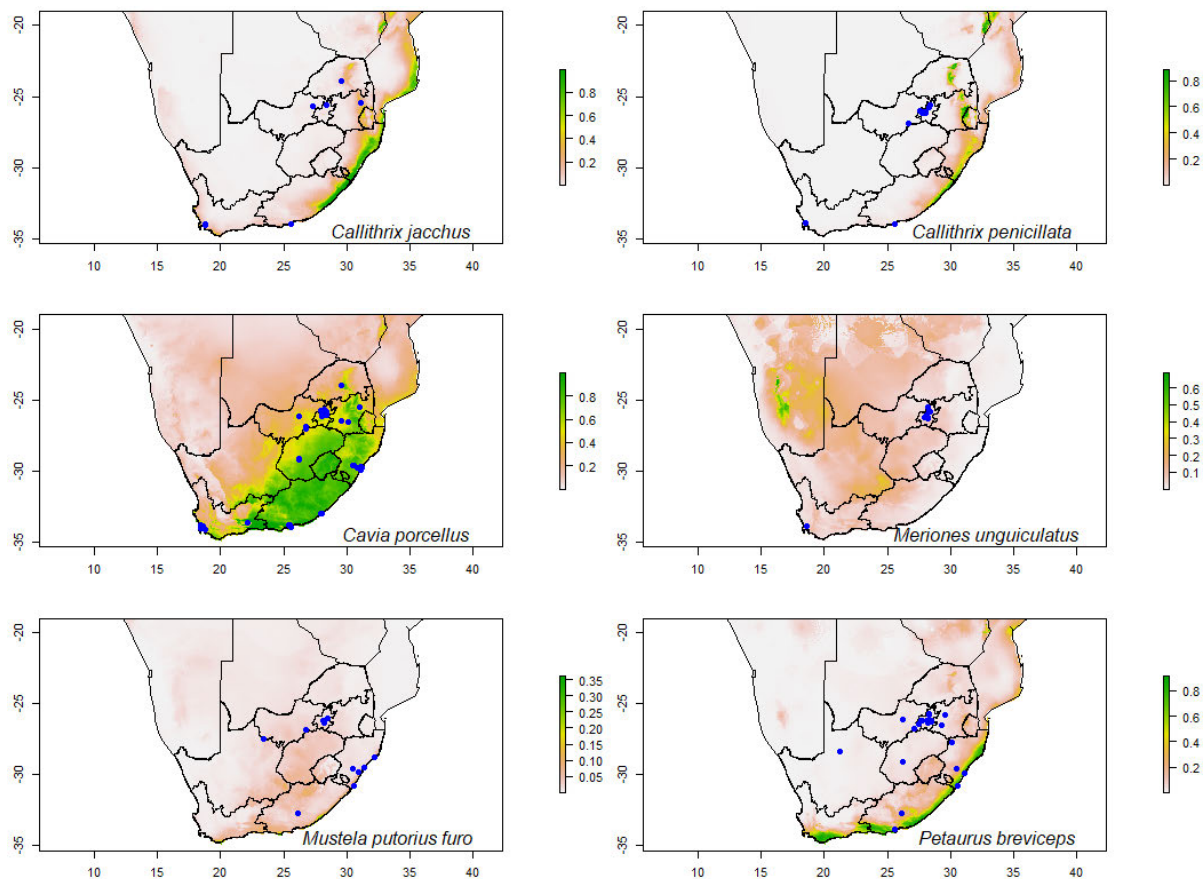 -20 -25 -30 -35
0.8 0.6 0.4 0.2
Callithrix jacchus
10 15 20 25 30 35 40
-20 -25 -30 -35
0.8 0.6 0.4 0.2
Callithrix penicillata
10 15 20 25 30 35 40
-20 -25 -30 -35
0.8 0.6 0.4 0.2
Cavia porcellus
10 15 20 25 30 35 40
-20 -25 -30 -35
0.6 0.5 0.4 0.3 0.2 0.1
Meriones unguiculatus
10 15 20 25 30 35 40
-20 -25 -30 -35
0.35 0.30 0.25 0.20 0.15 0.10 0.05
Mustela putorius furo
10 15 20 25 30 35 40
-20 -25 -30 -35
0.8 0.6 0.4 0.2
Petaurus breviceps
10 15 20 25 30 35 40